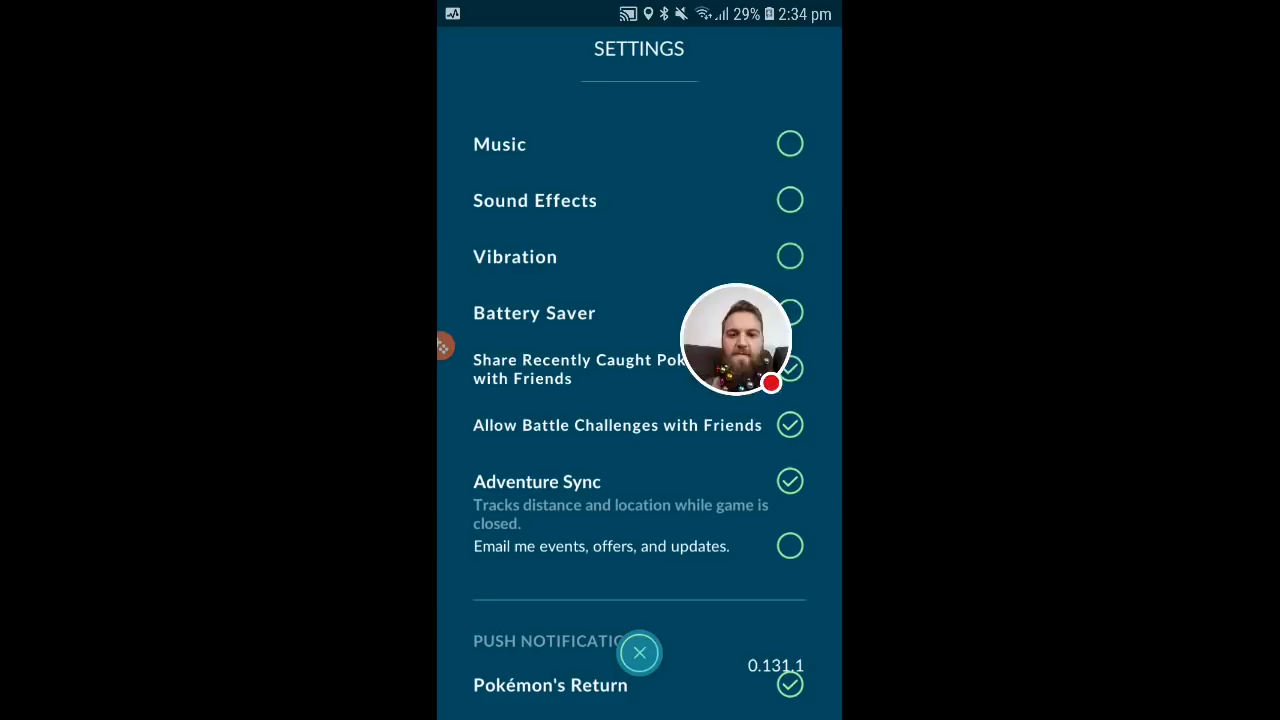 29% 2:34 pm
SETTINGS
Music
Sound Effects
Vibration
Battery Saver
Share Recently Caught
with Friends
Allow Battle Challenges with Friends
Adventure Sync
Tracks distance and location while game is
closed.
Email me events, offers, and updates.
PUSH
0.131.1
Pokémon's Return